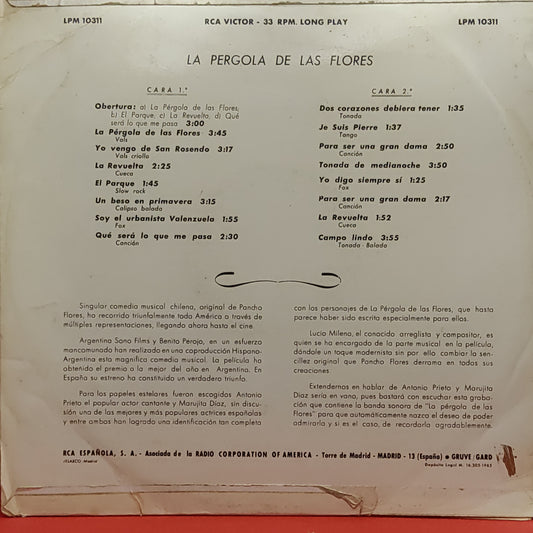 LPM 10311 RCA VICTOR - 33 RPM. LONG PLAY LPM 10311
LA PERGOLA DE LAS FLORES
CARA 1.ª
Obertura: a) La Pérgola de las Flores,
b) El Parque, c) La Revuelta, d) Qué
será lo que me pasa 3:00
La Pérgola de las Flores 3:45
Vals
Yo vengo de San Rosendo 3:17
Vals criollo
La Revuelta 2:25
Cueca
El Parque 1:45
Slow rock
Un beso en primavera 3:15
Calipso balada
Soy el urbanista Valenzuela 1:55
Fox
Qué será lo que me pasa 2:30
Canción
CARA 2.ª
Dos corazones debiera tener 1:35
Tonada
Je Suis Pierre 1:37
Tango
Para ser una gran dama 2:50
Canción
Tonada de medianoche 3:50
Yo digo siempre sí 1:25
Fox
Para ser una gran dama 2:17
Canción
La Revuelta 1:52
Cueca
Campo lindo 3:55
Tonada - Balada
Singular comedia musical chilena, original de Pancho
Flores, ha recorrido triunfalmente toda América a través de
múltiples representaciones, llegando ahora hasta el cine.
Argentina Sono Films y Benito Perojo, en un esfuerzo
mancomunado han realizado en una coproducción Hispano-
Argentina esta magnífica comedia musical. La película ha
obtenido el premio a la mejor del año en Argentina. En
España su estreno ha constituido un verdadero triunfo.
Para los papeles estelares fueron escogidos Antonio
Prieto el popular actor cantante y Marujita Díaz, sin discu-
sión una de las mejores y más populares actrices españolas
y entre ambos han logrado una identificación tan completa
con los personajes de La Pérgola de las Flores, que hasta
parece haber sido escrita especialmente para ellos.
Lucio Milena, el conocido arreglista y compositor, es
quien se ha encargado de la parte musical en la película,
dándole un toque modernista sin por ello cambiar la sen-
cillez original que Pancho Flores derrama en todas sus
creaciones.
Extendernos en hablar de Antonio Prieto y Marujita
Díaz sería en vano, pues bastará con escuchar esta graba-
ción que contiene la banda sonora de "La pérgola de las
Flores" para que automáticamente nazca el deseo de poder
admirarla y si es el caso, de recordarla agradablemente.
RCA ESPAÑOLA, S. A. - Asociada de la RADIO CORPORATION OF AMERICA - Torre de Madrid - MADRID - 13 (España) ● GRUVE/GARD
VELASCO. Madrid Depósito Legal M. 16.305-1965